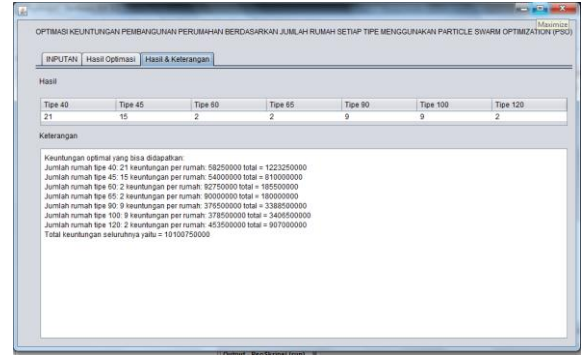 Maximize
OPTIMASI KEUNTUNGAN PEMBANGUNAN PERUMAHAN BERDASARKAN JUMLAH RUMAH SETIAP TIPE MENGGUNAKAN PARTICLE SWARM OPTIMIZATION (PSO)
INPUTAN Hasil Optimasi Hasil & Keterangan
Hasil
Tipe 40 Tipe 45 Tipe 60 Tipe 65 Tipe 90 Tipe 100 Tipe 120
21 15 2 2 9 9 2
Keterangan
Keuntungan optimal yang bisa didapatkan:
Jumlah rumah tipe 40: 21 keuntungan per rumah: 58250000 total = 1223250000
Jumlah rumah tipe 45: 15 keuntungan per rumah: 54000000 total = 810000000
Jumlah rumah tipe 60: 2 keuntungan per rumah: 92750000 total = 185500000
Jumlah rumah tipe 65: 2 keuntungan per rumah: 90000000 total = 180000000
Jumlah rumah tipe 90: 9 keuntungan per rumah: 376500000 total = 3388500000
Jumlah rumah tipe 100: 9 keuntungan per rumah: 378500000 total = 3406500000
Jumlah rumah tipe 120: 2 keuntungan per rumah: 453500000 total = 907000000
Total keuntungan seluruhnya yaitu = 10100750000